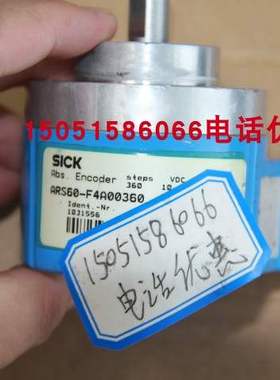 SICK
15051586066电话优
Abs. Encoder steps VDC
360 10
ARS60-F4A00360
Ident.-Nr.
1031556
15051586066
电话优惠